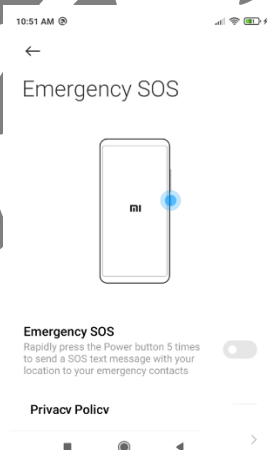 10:51 AM
Emergency SOS
Emergency SOS
Rapidly press the Power button 5 times
to send a SOS text message with your
location to your emergency contacts
Privacy Policy